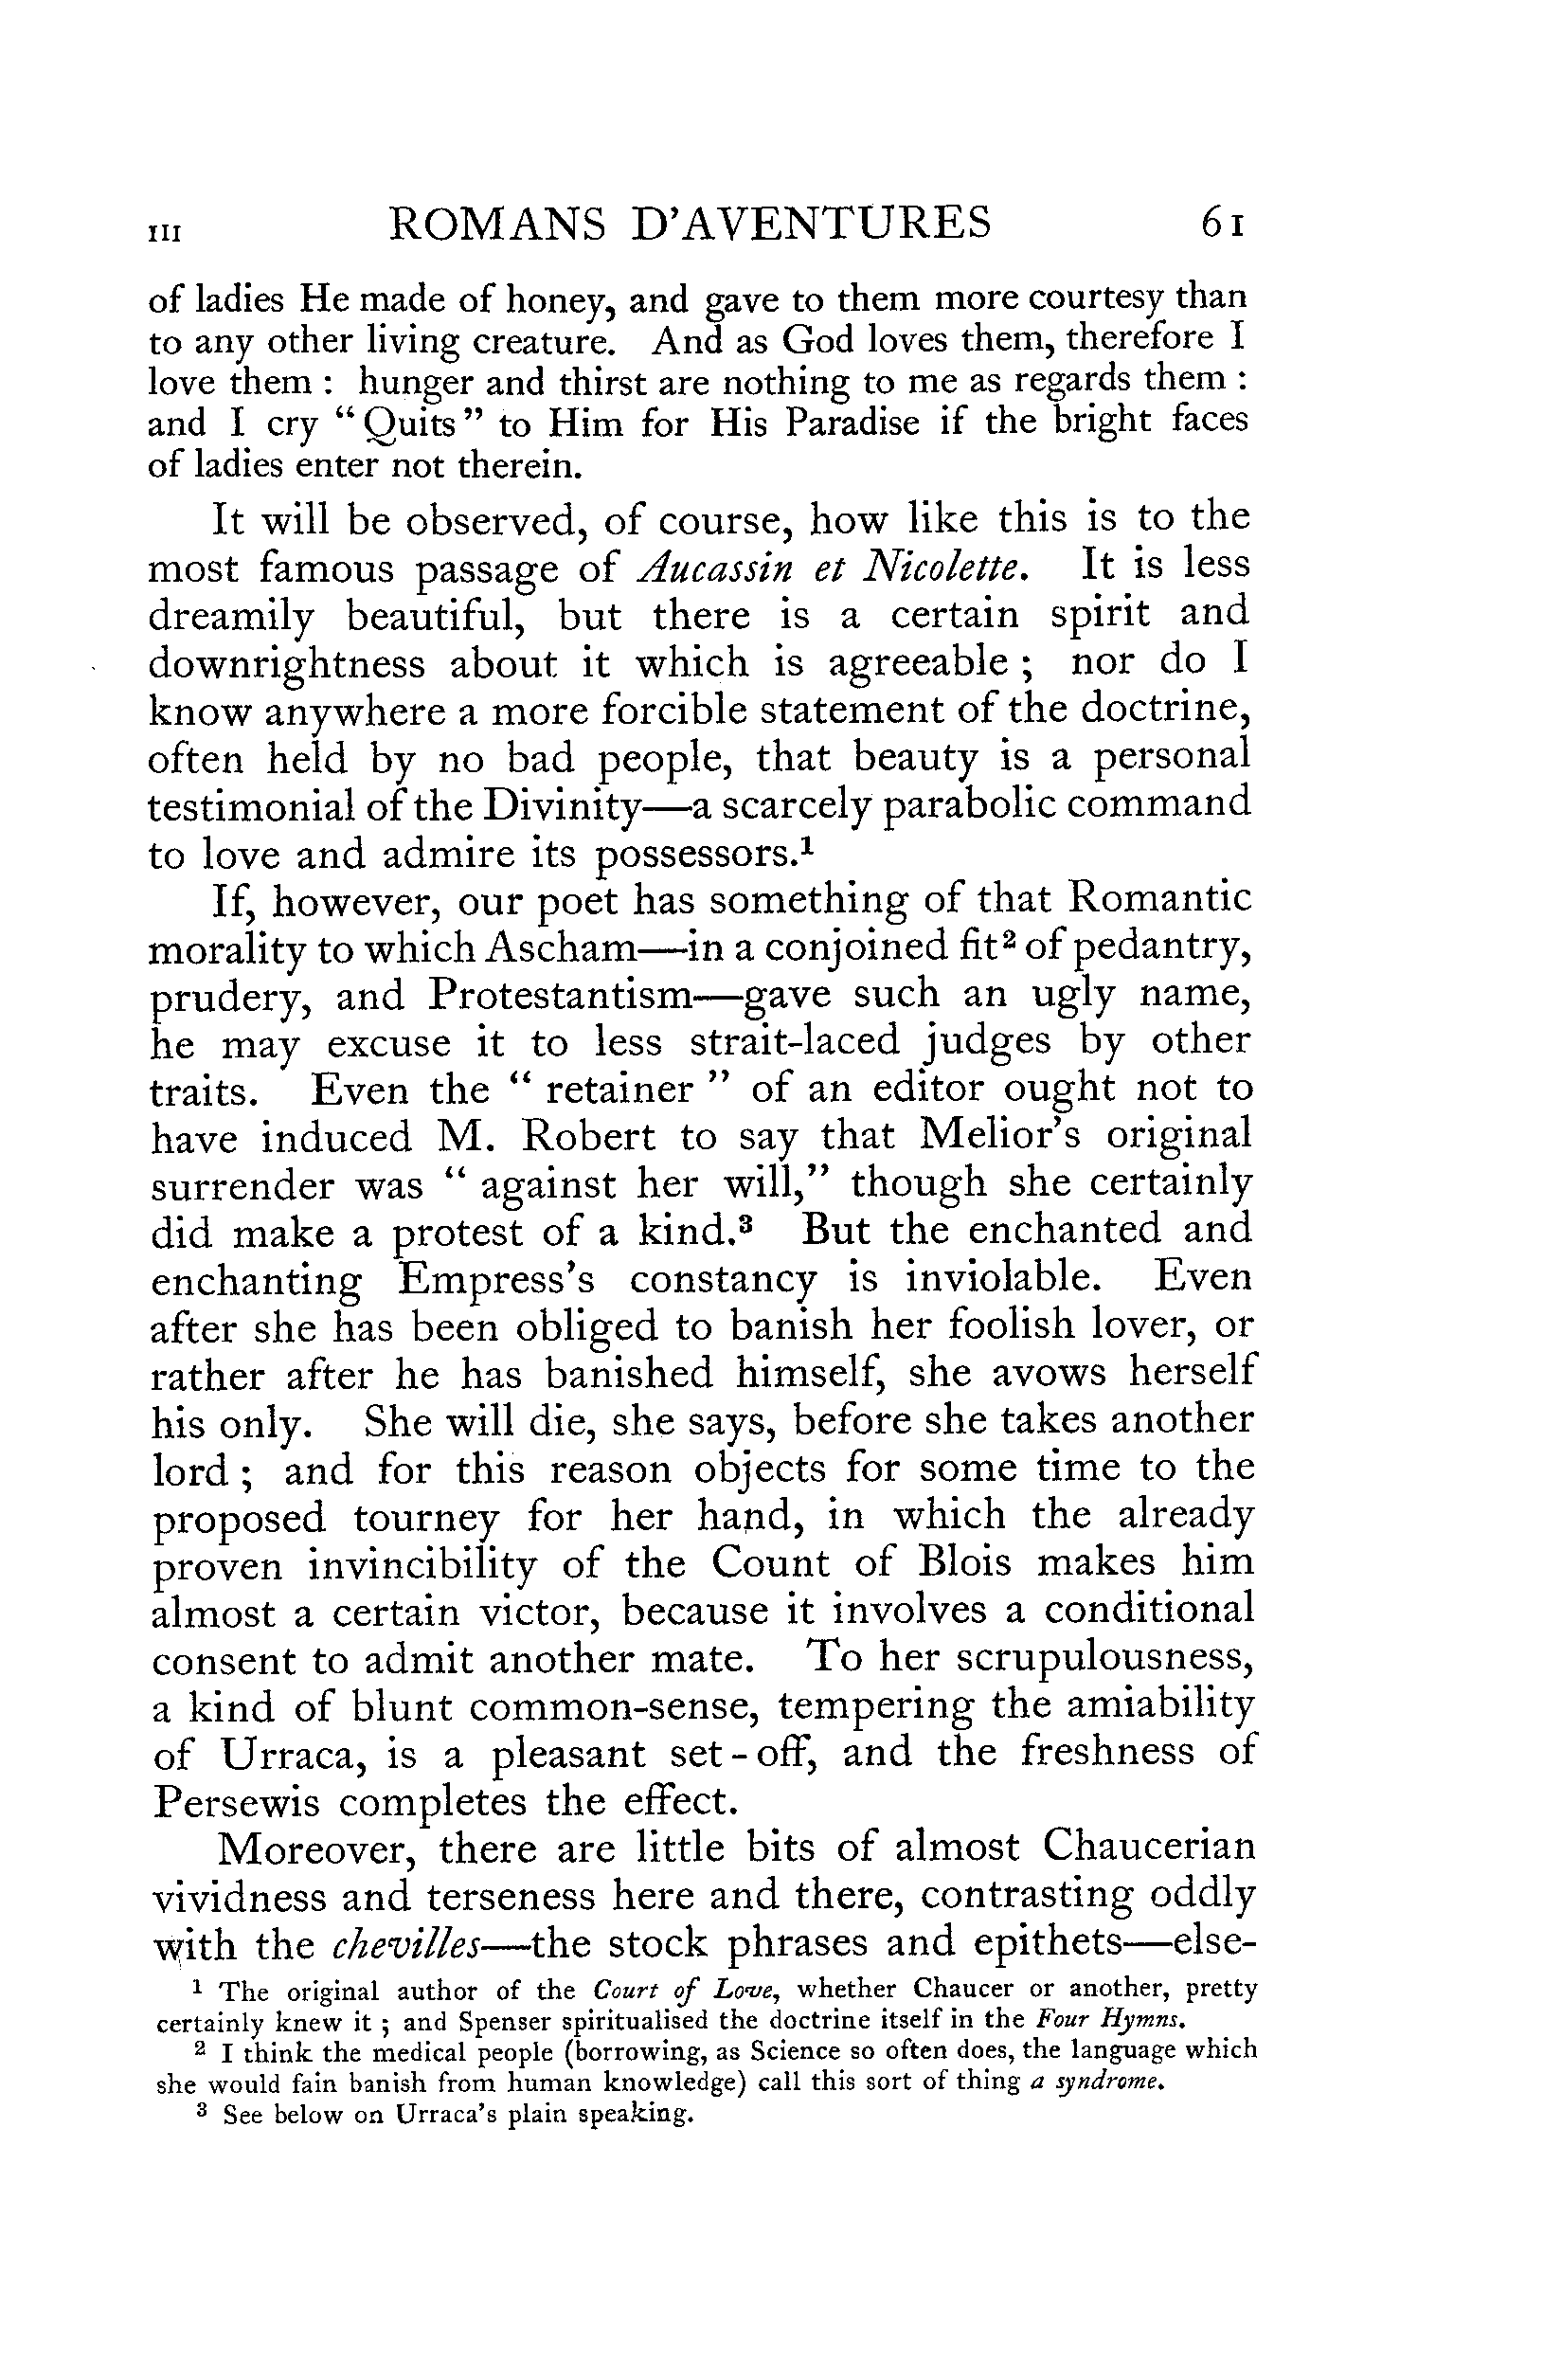 III ROMANS D’AVENTURES 61
of ladies He made of honey, and gave to them more courtesy than
to any other living creature. And as God loves them, therefore I
love them : hunger and thirst are nothing to me as regards them :
and I cry “ Quits ” to Him for His Paradise if the bright faces
of ladies enter not therein.
It will be observed, of course, how like this is to the
most famous passage of Aucassin et Nicolette. It is less
dreamily beautiful, but there is a certain spirit and
downrightness about it which is agreeable ; nor do I
know anywhere a more forcible statement of the doctrine,
often held by no bad people, that beauty is a personal
testimonial of the Divinity—a scarcely parabolic command
to love and admire its possessors.¹
If, however, our poet has something of that Romantic
morality to which Ascham—in a conjoined fit² of pedantry,
prudery, and Protestantism—gave such an ugly name,
he may excuse it to less strait-laced judges by other
traits. Even the “ retainer ” of an editor ought not to
have induced M. Robert to say that Melior’s original
surrender was “ against her will,” though she certainly
did make a protest of a kind.³ But the enchanted and
enchanting Empress’s constancy is inviolable. Even
after she has been obliged to banish her foolish lover, or
rather after he has banished himself, she avows herself
his only. She will die, she says, before she takes another
lord ; and for this reason objects for some time to the
proposed tourney for her hand, in which the already
proven invincibility of the Count of Blois makes him
almost a certain victor, because it involves a conditional
consent to admit another mate. To her scrupulousness,
a kind of blunt common-sense, tempering the amiability
of Urraca, is a pleasant set-off, and the freshness of
Persewis completes the effect.
Moreover, there are little bits of almost Chaucerian
vividness and terseness here and there, contrasting oddly
with the chevilles—the stock phrases and epithets—else-
¹ The original author of the Court of Love, whether Chaucer or another, pretty
certainly knew it ; and Spenser spiritualised the doctrine itself in the Four Hymns.
² I think the medical people (borrowing, as Science so often does, the language which
she would fain banish from human knowledge) call this sort of thing a syndrome.
³ See below on Urraca’s plain speaking.